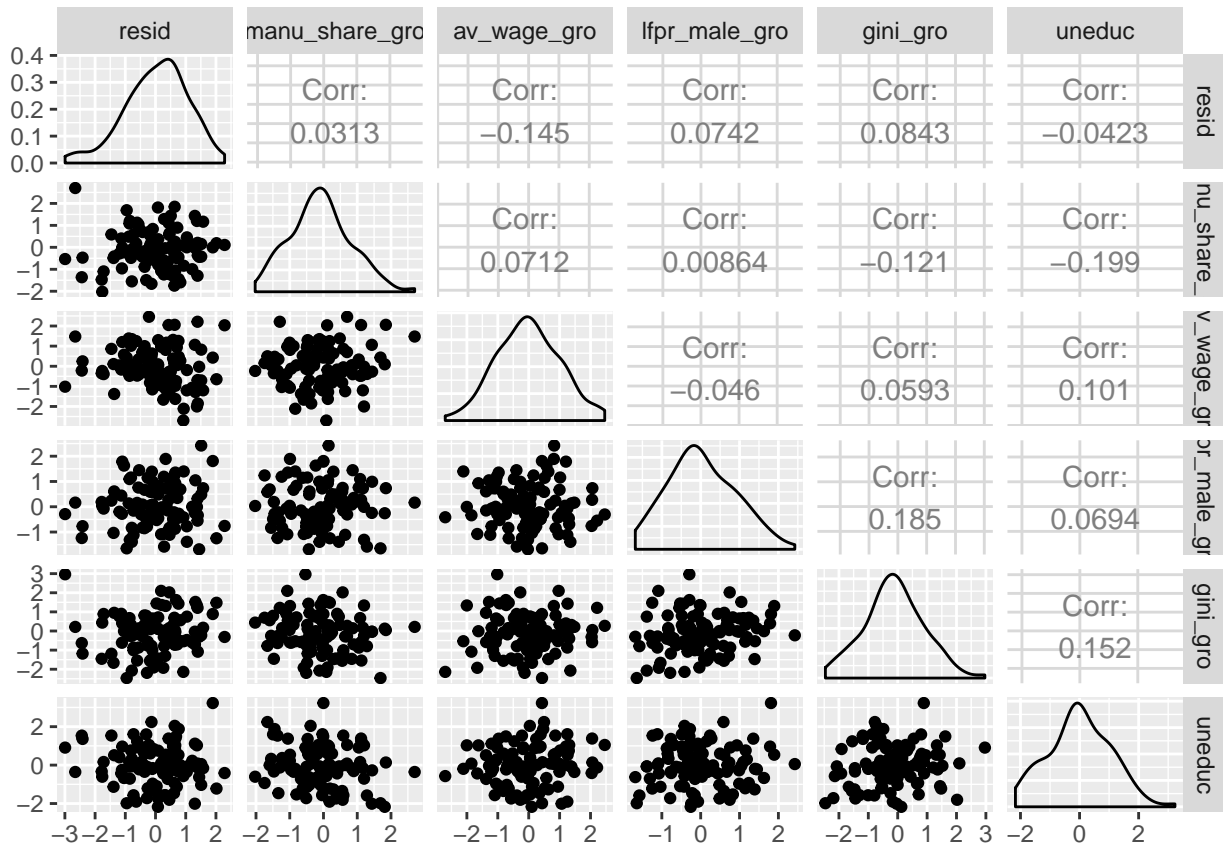 resid manu_share_gro av_wage_gro lfpr_male_gro gini_gro uneduc
0.4
0.3
0.2
0.1
0.0
Corr: Corr: Corr: Corr: Corr:
0.0313 −0.145 0.0742 0.0843 −0.0423
resid
2
1
0
−1
−2
Corr: Corr: Corr: Corr:
0.0712 0.00864 −0.121 −0.199
nu_share_
2
1
0
−1
−2
Corr: Corr: Corr:
−0.046 0.0593 0.101
v_wage_gr
2
1
0
−1
Corr: Corr:
0.185 0.0694
or_male_gr
3
2
1
0
−1
−2
Corr:
0.152
gini_gro
2
0
−2
uneduc
−3 −2 −1 0 1 2 −2 −1 0 1 2 −2 −1 0 1 2 −1 0 1 2 −2 −1 0 1 2 3 −2 0 2